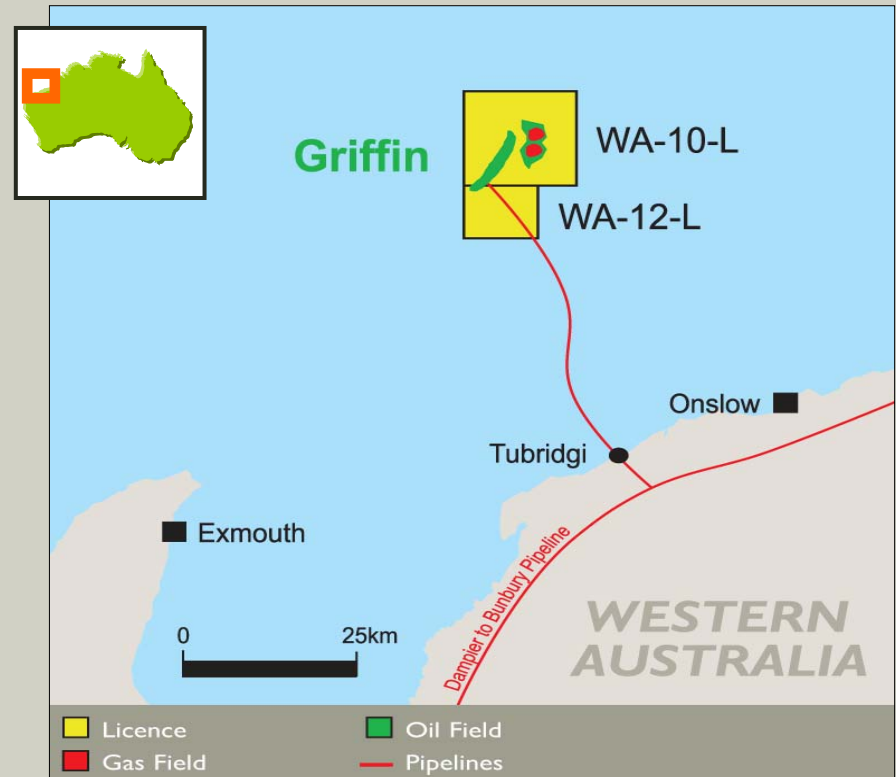 Griffin
WA-10-L
WA-12-L
Onslow
Tubridgi
Exmouth
Dampier to Bunbury Pipeline
0 25km
WESTERN
AUSTRALIA
Licence
Oil Field
Gas Field
Pipelines